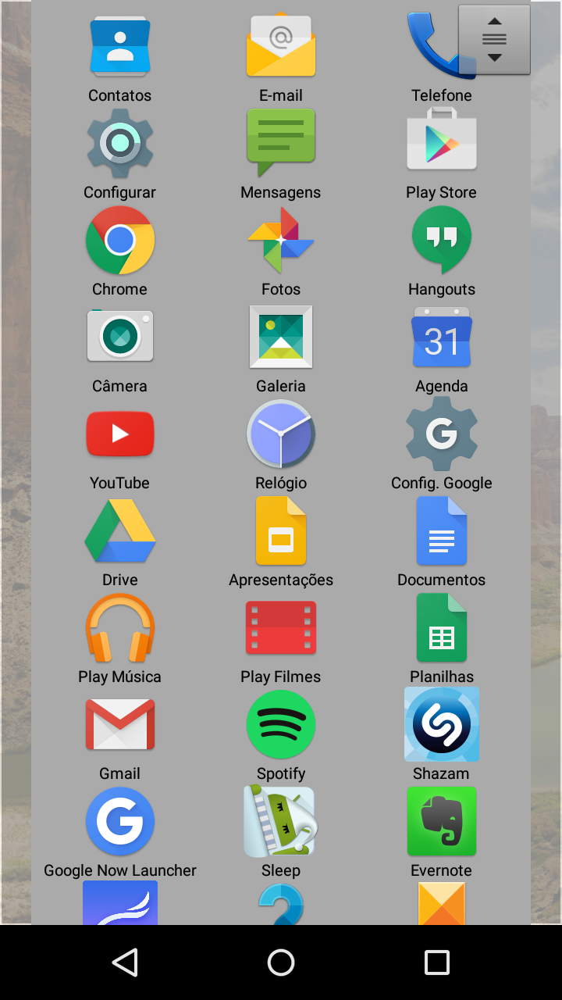 @
Contatos
E-mail
Telefone
Configurar
Mensagens
Play Store
Chrome
Fotos
Hangouts
31
Câmera
Galeria
Agenda
G
YouTube
Relógio
Config. Google
Drive
Apresentações
Documentos
Play Música
Play Filmes
Planilhas
Gmail
Spotify
Shazam
G
Google Now Launcher
Sleep
Evernote